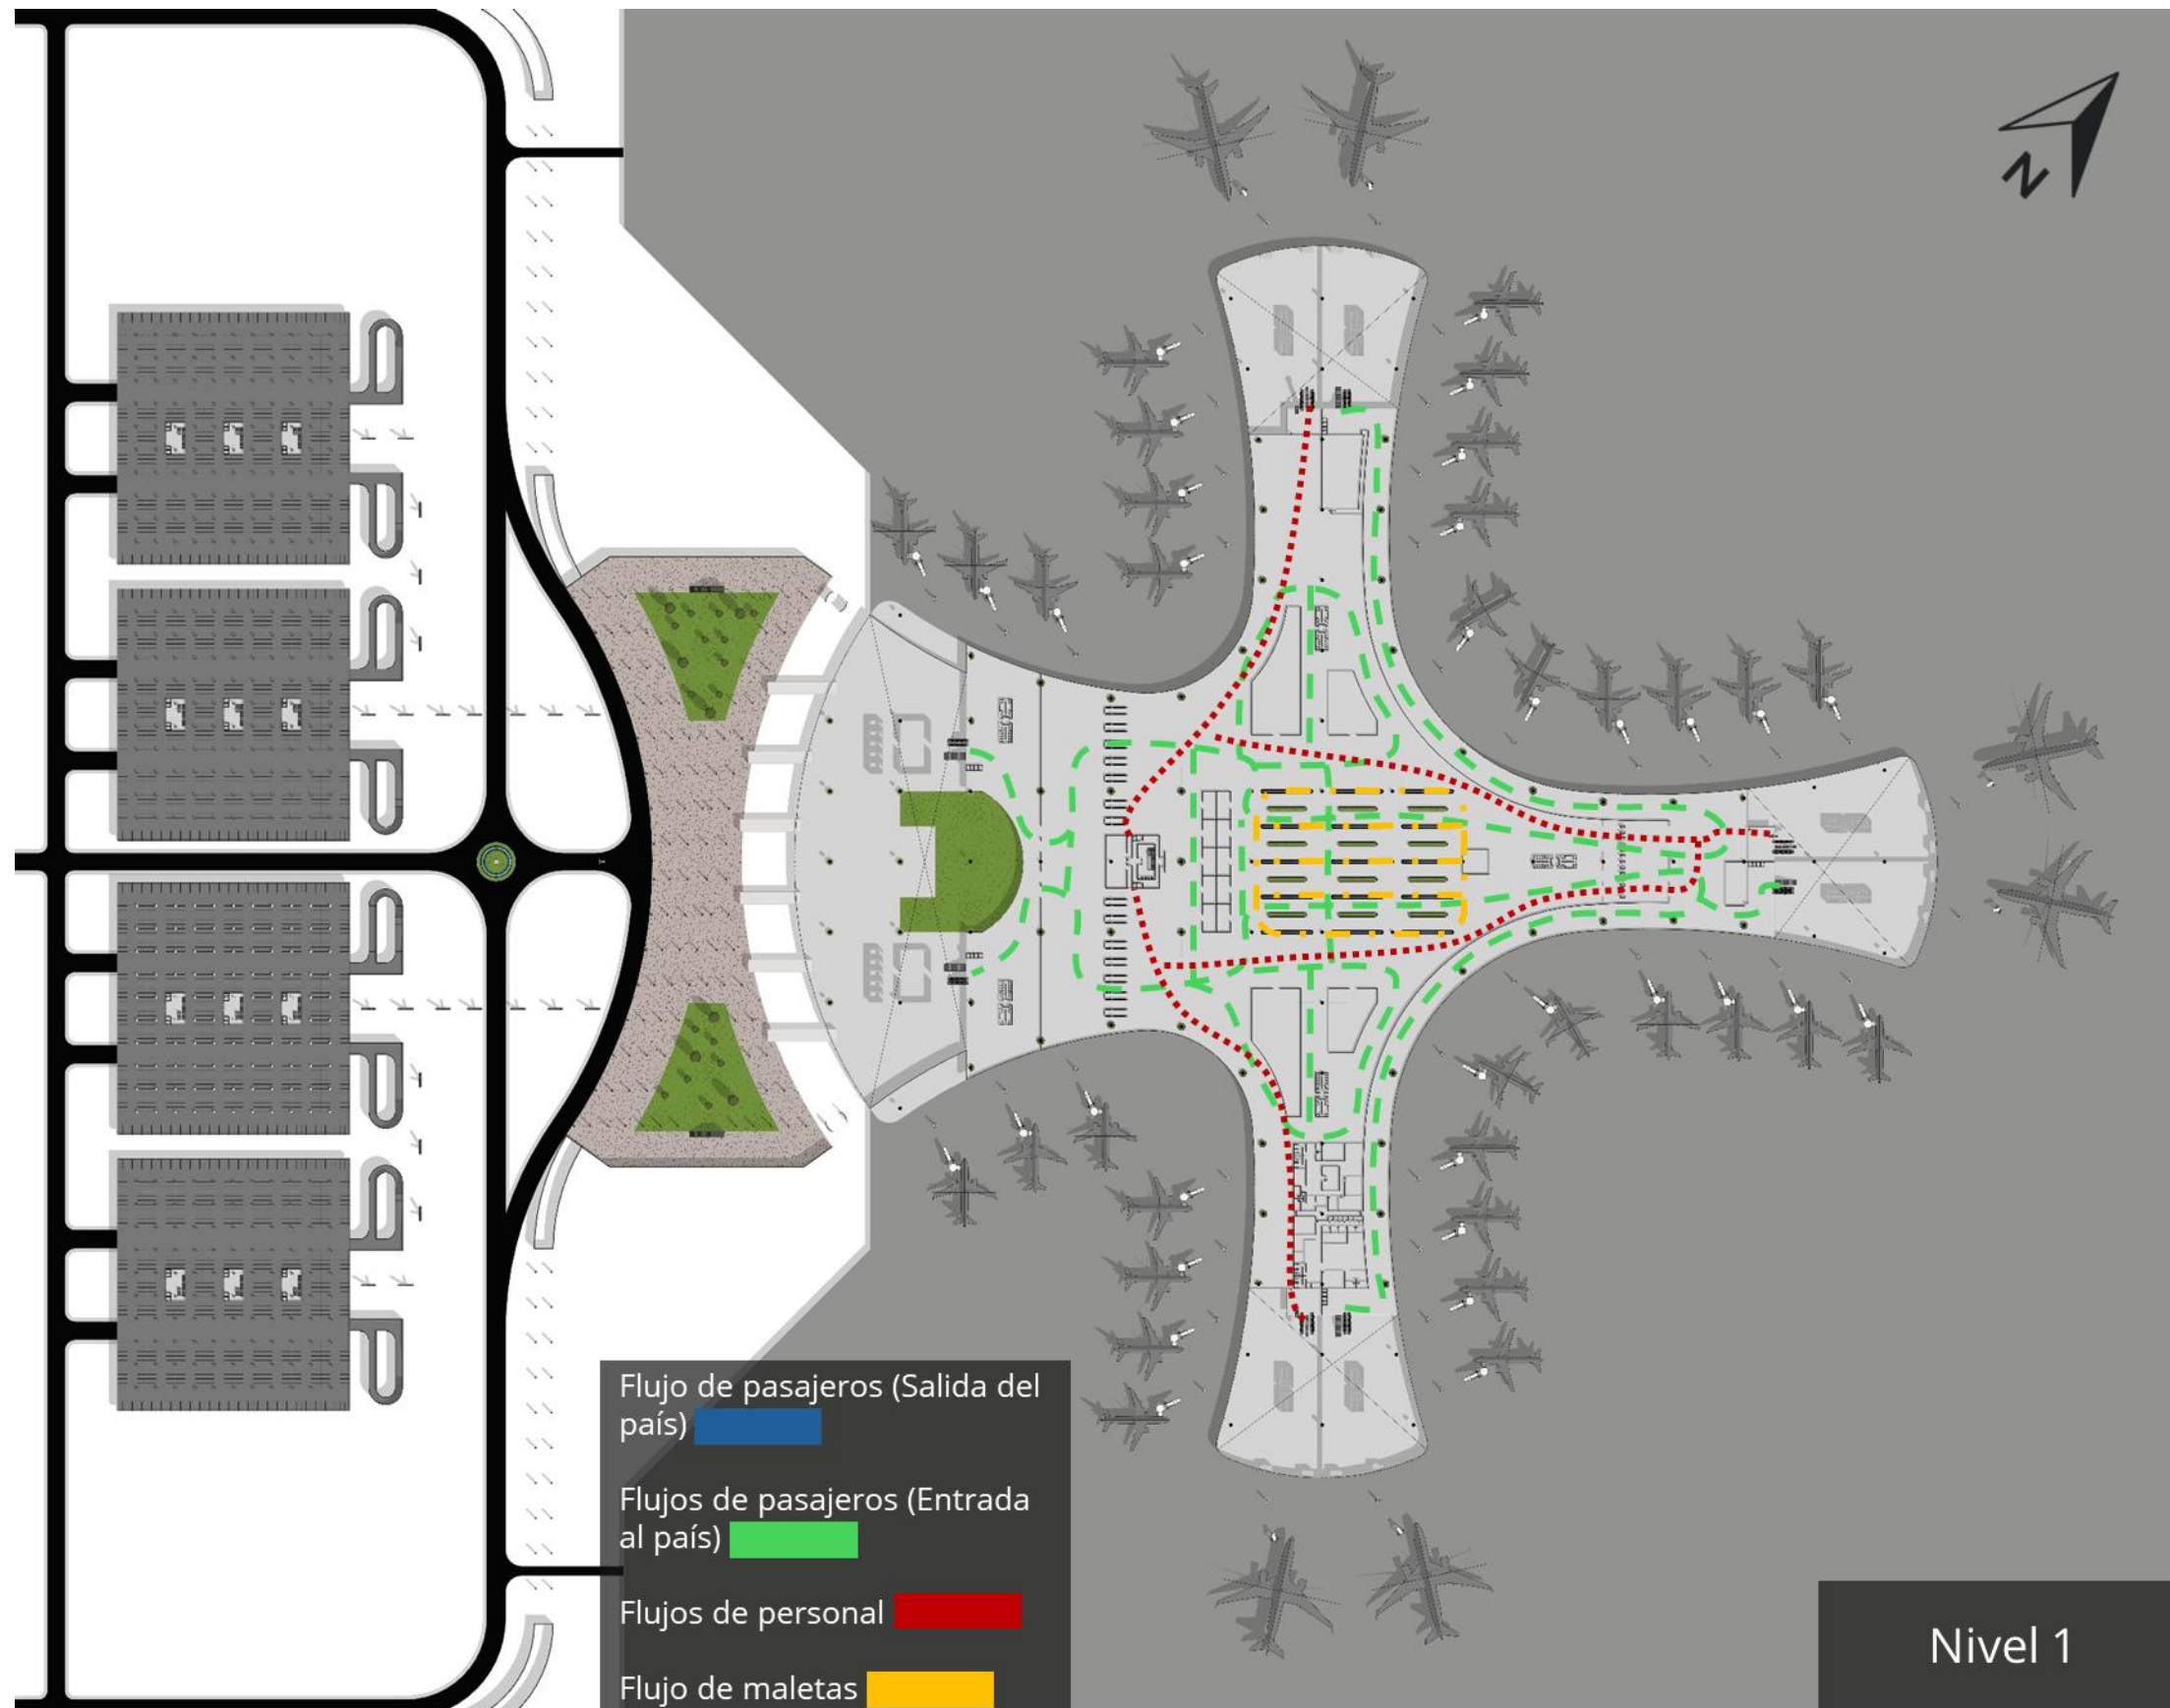 N
Flujo de pasajeros (Salida del
país)
Flujos de pasajeros (Entrada
al país)
Flujos de personal
Flujo de maletas
Nivel 1